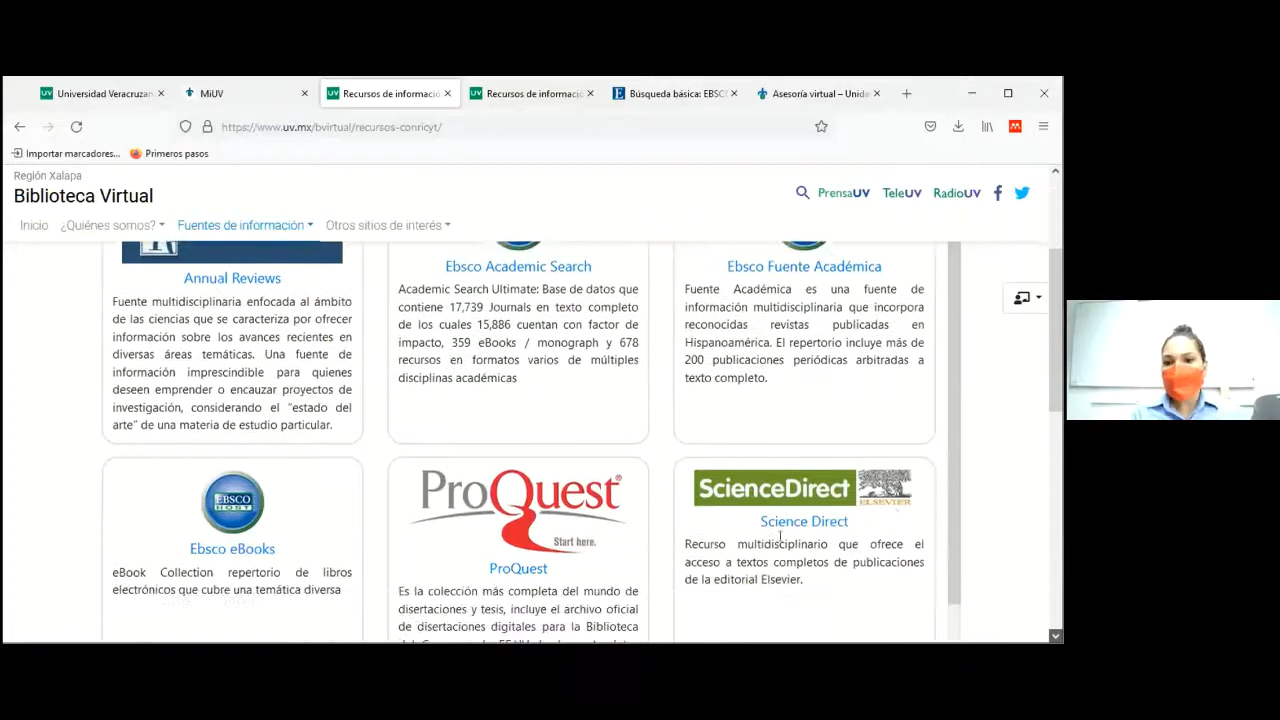 Universidad Veracruzan
MiUV
Recursos de informació
Recursos de informació
Búsqueda básica: EBSC
Asesoría virtual – Unida
https://www.uv.mx/bvirtual/recursos-conricyt/
Importar marcadores...
Primeros pasos
Región Xalapa
Biblioteca Virtual
PrensaUV
TeleUV
RadioUV
Inicio
¿Quiénes somos?
Fuentes de información
Otros sitios de interés
Annual Reviews
Fuente multidisciplinaria enfocada al ámbito
de las ciencias que se caracteriza por ofrecer
información sobre los avances recientes en
diversas áreas temáticas. Una fuente de
información imprescindible para quienes
deseen emprender o encauzar proyectos de
investigación, considerando el "estado del
arte" de una materia de estudio particular.
Ebsco Academic Search
Academic Search Ultimate: Base de datos que
contiene 17,739 Journals en texto completo
de los cuales 15,886 cuentan con factor de
impacto, 359 eBooks / monograph y 678
recursos en formatos varios de múltiples
disciplinas académicas
Ebsco Fuente Académica
Fuente Académica es una fuente de
información multidisciplinaria que incorpora
reconocidas revistas publicadas en
Hispanoamérica. El repertorio incluye más de
200 publicaciones periódicas arbitradas a
texto completo.
EBSCO
HOST
Ebsco eBooks
eBook Collection repertorio de libros
electrónicos que cubre una temática diversa
ProQuest
Start here.
ProQuest
Es la colección más completa del mundo de
disertaciones y tesis, incluye el archivo oficial
de disertaciones digitales para la Biblioteca
ScienceDirect
ELSEVIER
Science Direct
Recurso multidisciplinario que ofrece el
acceso a textos completos de publicaciones
de la editorial Elsevier.